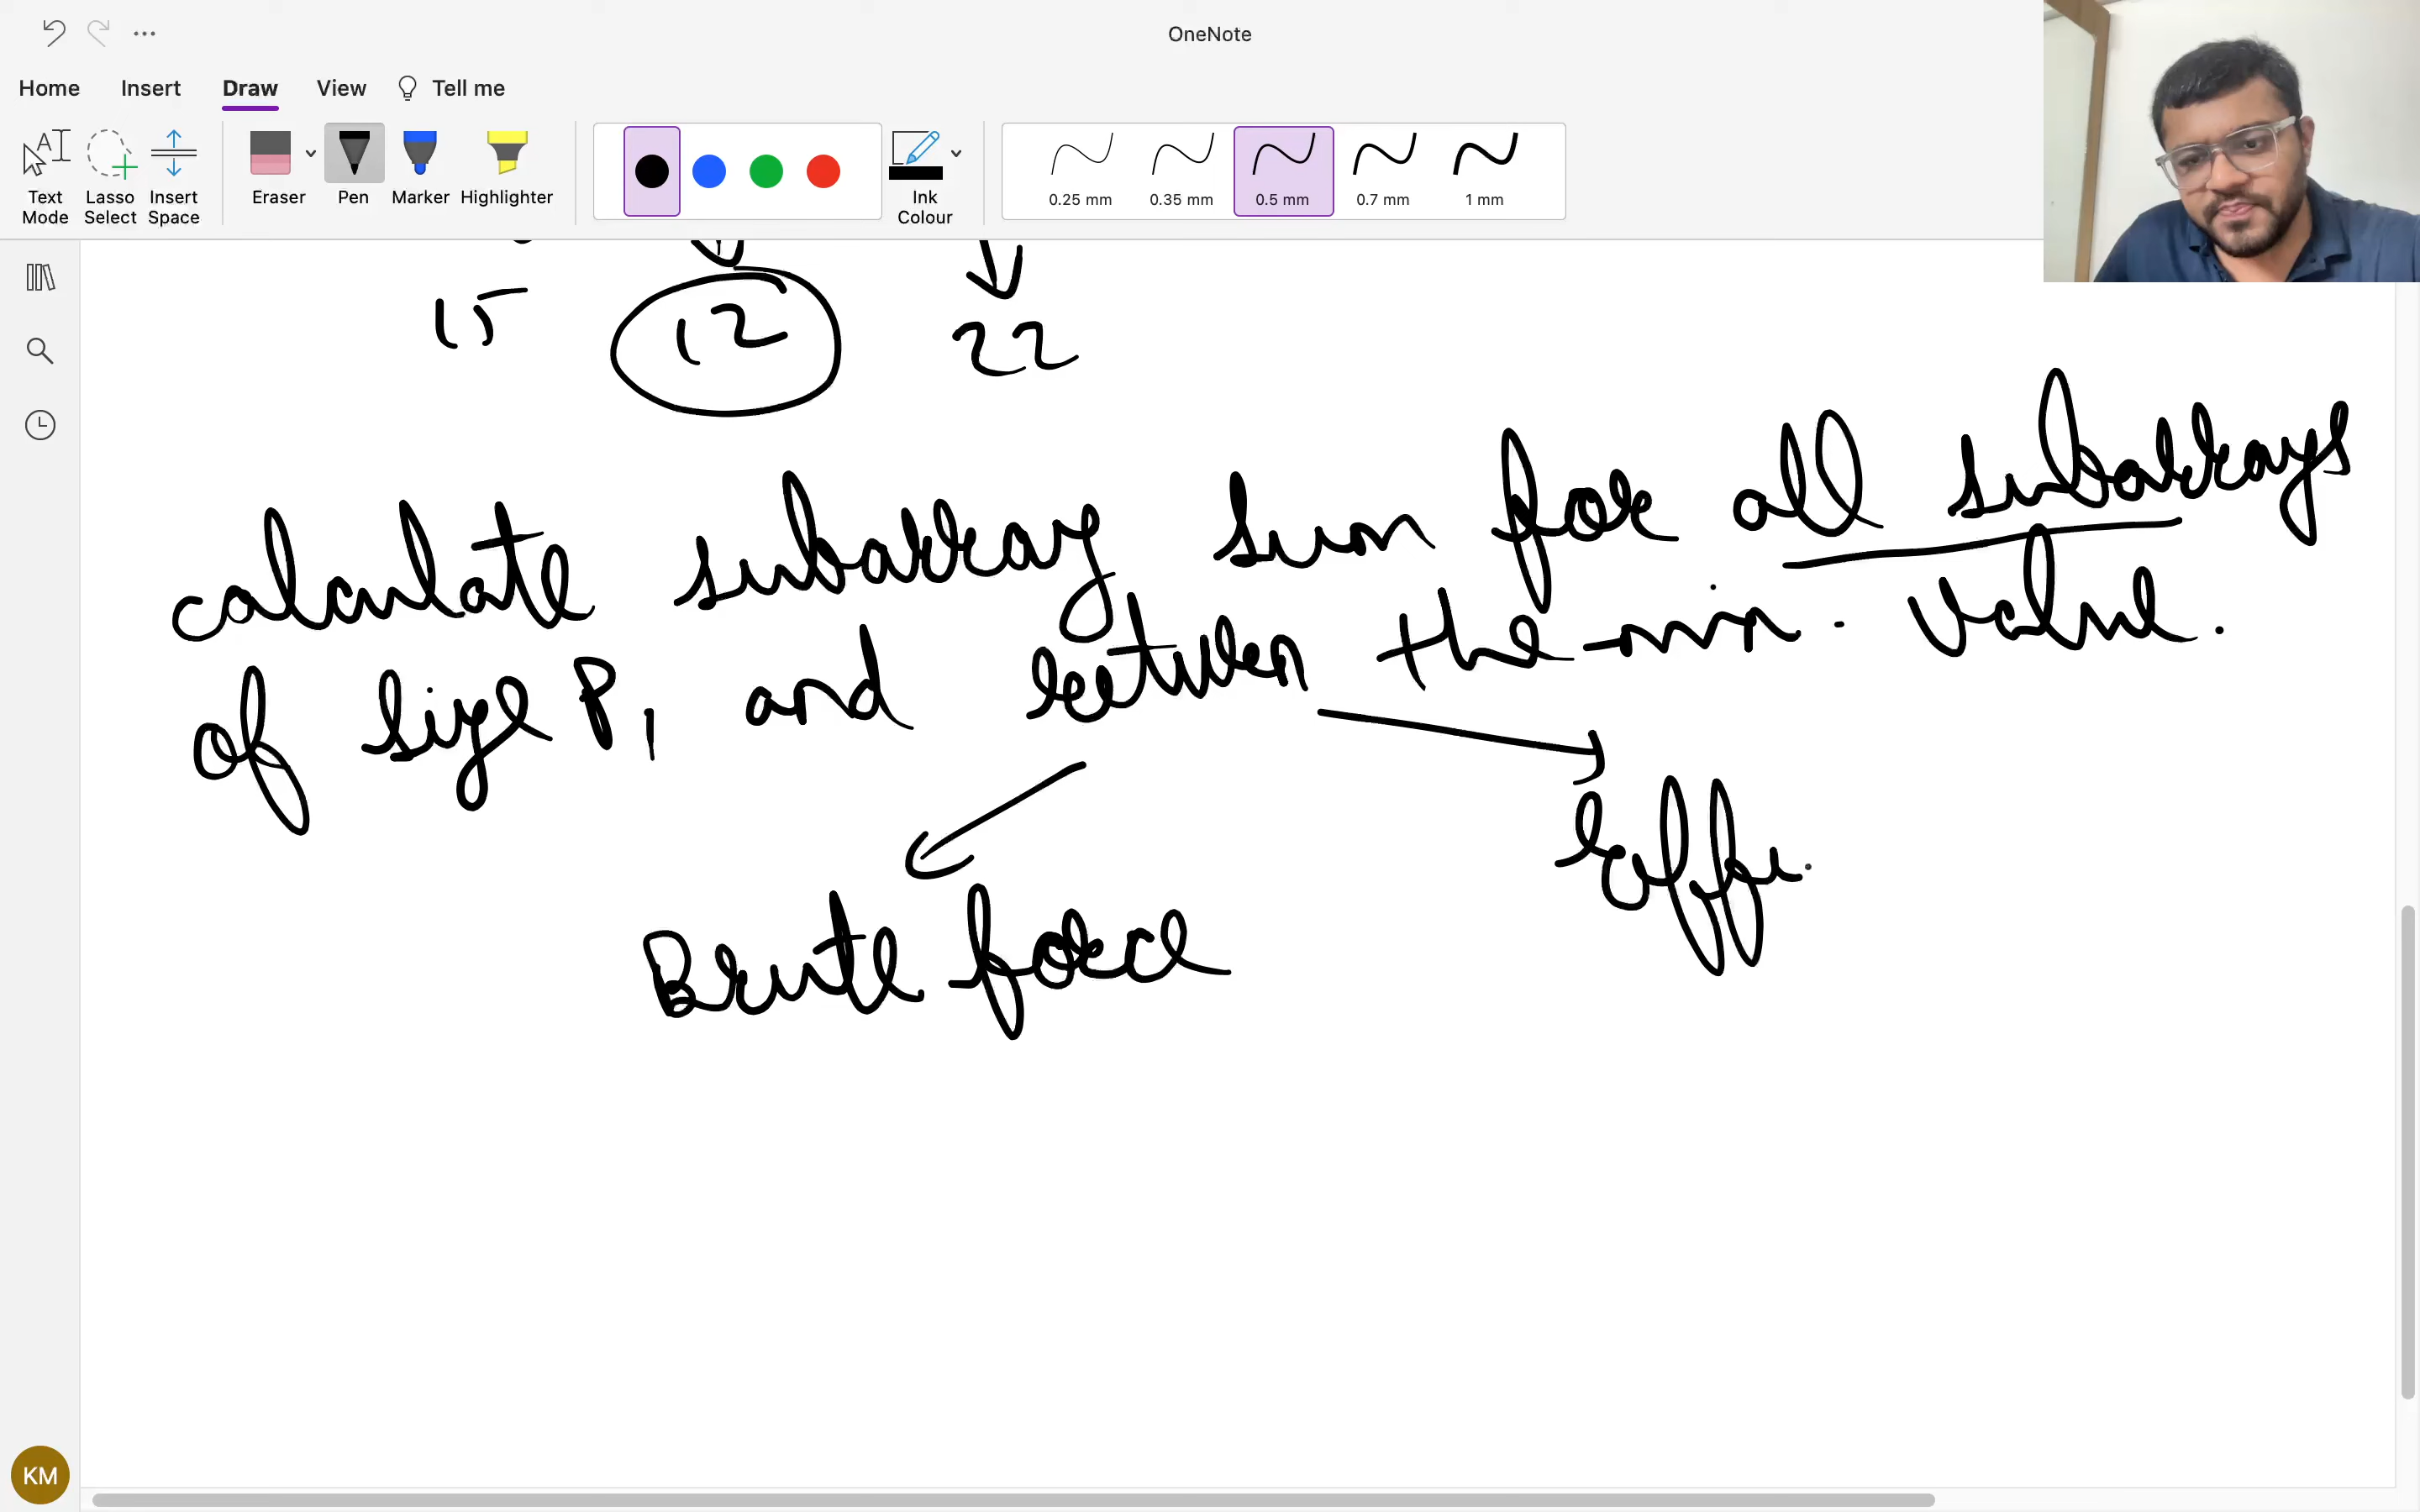 OneNote
Home Insert Draw View Tell me
Text Mode Lasso Select Insert Space Eraser Pen Marker Highlighter Ink Colour 0.25 mm 0.35 mm 0.5 mm 0.7 mm 1 mm
15 12 22
calculate subarray sum for all subarrays
of size P, and return the min. value.
Brute force
KM